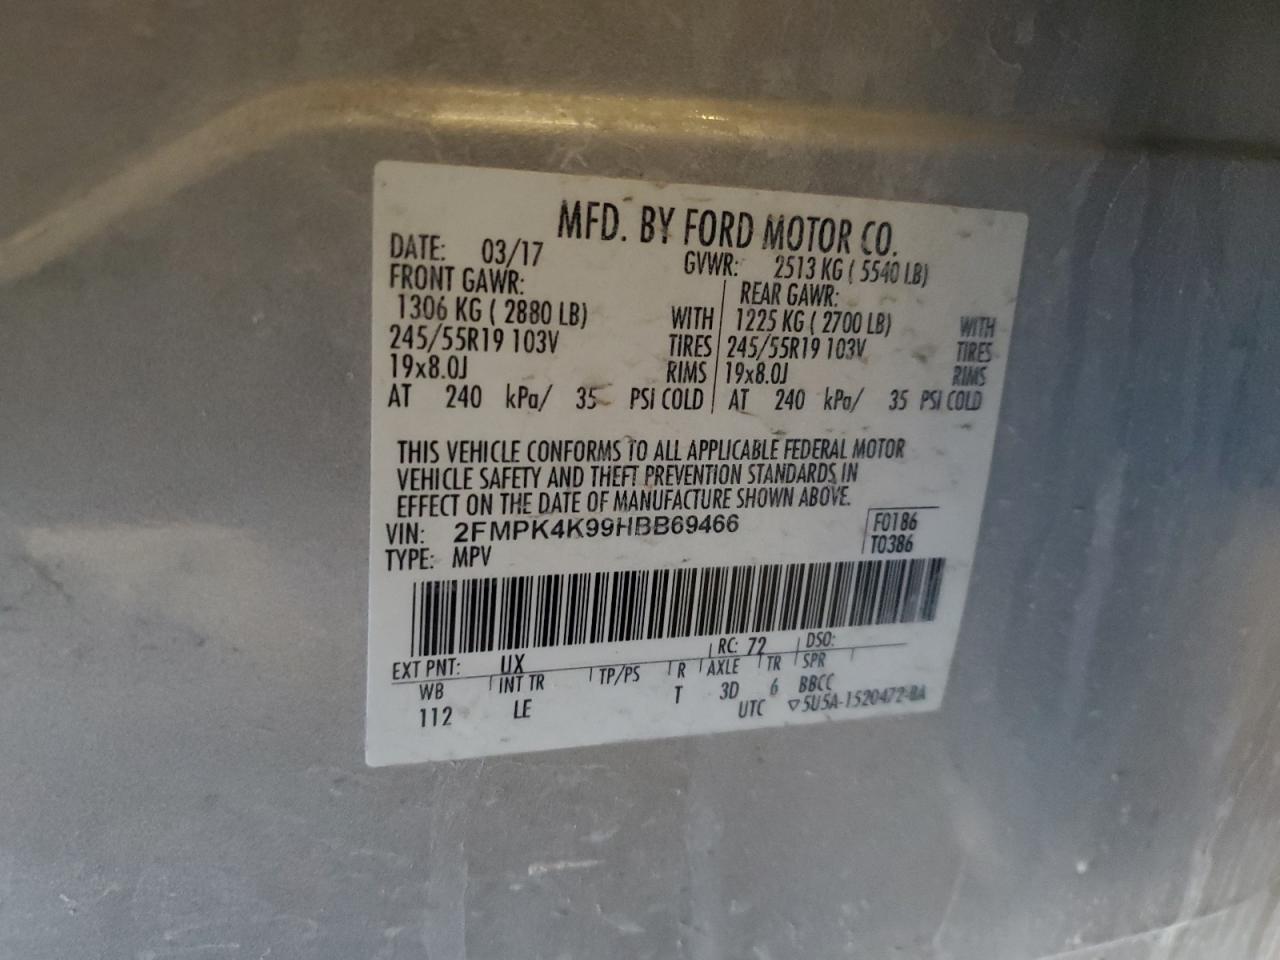 MFD. BY FORD MOTOR CO.
DATE: 03/17 GVWR: 2513 KG ( 5540 LB)
FRONT GAWR: REAR GAWR:
1306 KG ( 2880 LB) WITH 1225 KG ( 2700 LB) WITH
245/55R19 103V TIRES 245/55R19 103V TIRES
19x8.0J RIMS 19x8.0J RIMS
AT 240 kPa/ 35 PSI COLD AT 240 kPa/ 35 PSI COLD
THIS VEHICLE CONFORMS TO ALL APPLICABLE FEDERAL MOTOR
VEHICLE SAFETY AND THEFT PREVENTION STANDARDS IN
EFFECT ON THE DATE OF MANUFACTURE SHOWN ABOVE.
VIN: 2FMPK4K99HBB69466 F0186
TYPE: MPV T0386
EXT PNT: UX RC: 72 DSO:
WB INT TR TP/PS R AXLE TR SPR
112 LE T 3D 6 BBCC
UTC ▽5U5A-1520472-BA